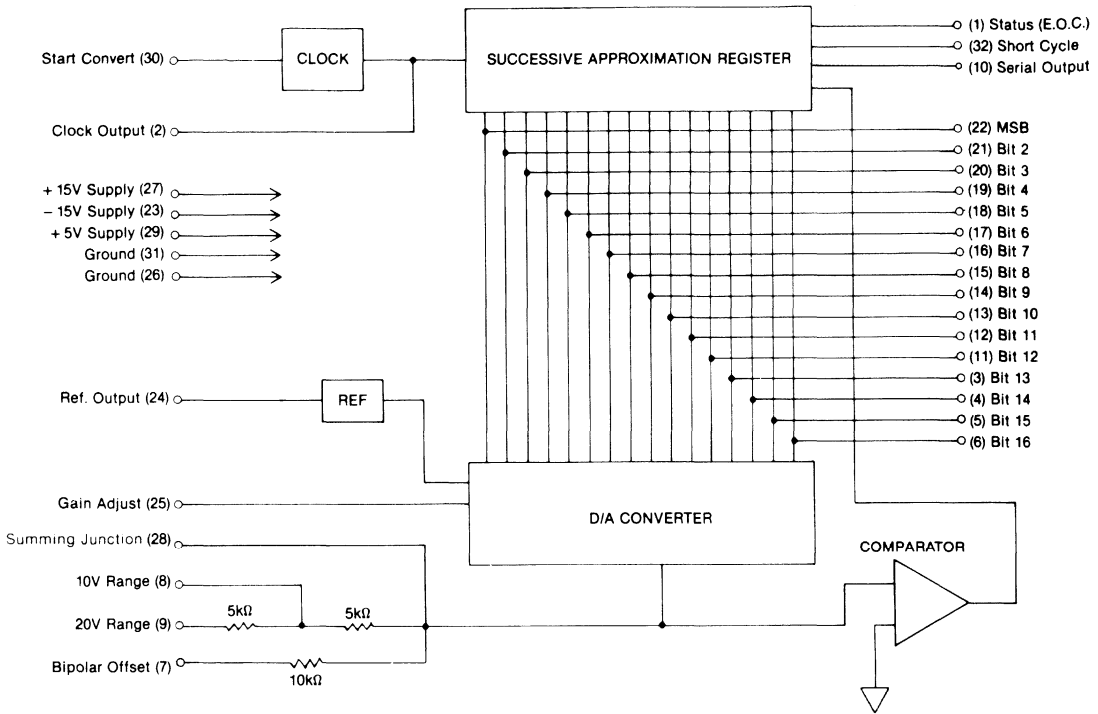 (1) Status (E.O.C.)
Start Convert (30)
CLOCK
SUCCESSIVE APPROXIMATION REGISTER
(32) Short Cycle
(10) Serial Output
Clock Output (2)
(22) MSB
(21) Bit 2
(20) Bit 3
+ 15V Supply (27)
(19) Bit 4
− 15V Supply (23)
(18) Bit 5
+ 5V Supply (29)
(17) Bit 6
Ground (31)
(16) Bit 7
Ground (26)
(15) Bit 8
(14) Bit 9
(13) Bit 10
(12) Bit 11
(11) Bit 12
(3) Bit 13
Ref. Output (24)
REF
(4) Bit 14
(5) Bit 15
(6) Bit 16
Gain Adjust (25)
D/A CONVERTER
Summing Junction (28)
COMPARATOR
10V Range (8)
5kΩ
5kΩ
20V Range (9)
Bipolar Offset (7)
10kΩ